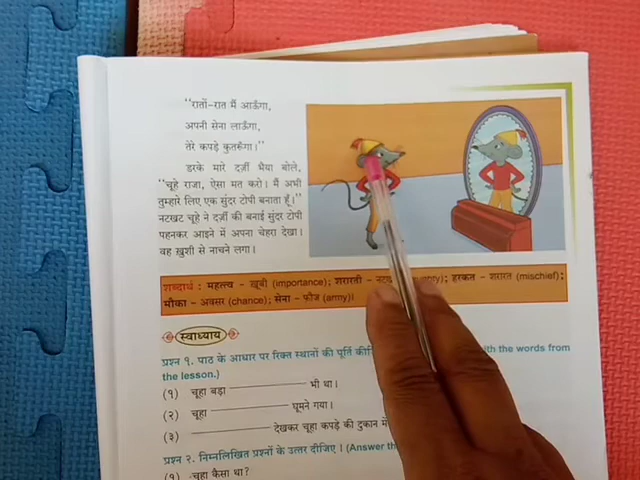 “रातों-रात मैं आऊँगा,
अपनी सेना लाऊँगा,
तेरे कपड़े कुतरूँगा।”
डरके मारे दर्ज़ी भैया बोले,
“चूहे राजा, ऐसा मत करो। मैं अभी
तुम्हारे लिए एक सुंदर टोपी बनाता हूँ।”
नटखट चूहे ने दर्ज़ी की बनाई सुंदर टोपी
पहनकर आइने में अपना चेहरा देखा।
वह खुशी से नाचने लगा।
शब्दार्थ : महत्त्व - खूबी (importance); शरारती - हरकत - शरारत (mischief);
मौका - अवसर (chance); सेना - फौज (army)।
स्वाध्याय
प्रश्न १. पाठ के आधार पर रिक्त स्थानों की पूर्ति with the words from
the lesson.)
(१) चूहा बड़ा ———— भी था।
(२) चूहा ———— घूमने गया।
(३) ———— देखकर चूहा कपड़े की दुकान में
प्रश्न २. निम्नलिखित प्रश्नों के उत्तर दीजिए। (Answer
(१) चूहा कैसा था?